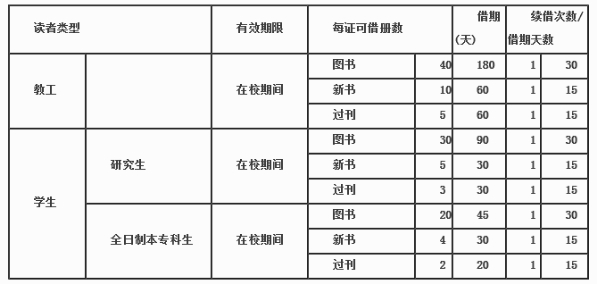 读者类型 有效期限 每证可借册数 借期(天) 续借次数/借期天数
教工 在校期间 图书 40 180 1 30
新书 10 60 1 15
过刊 5 60 1 15
学生 研究生 在校期间 图书 30 90 1 30
新书 5 30 1 15
过刊 3 30 1 15
全日制本专科生 在校期间 图书 20 45 1 30
新书 4 30 1 15
过刊 2 20 1 15